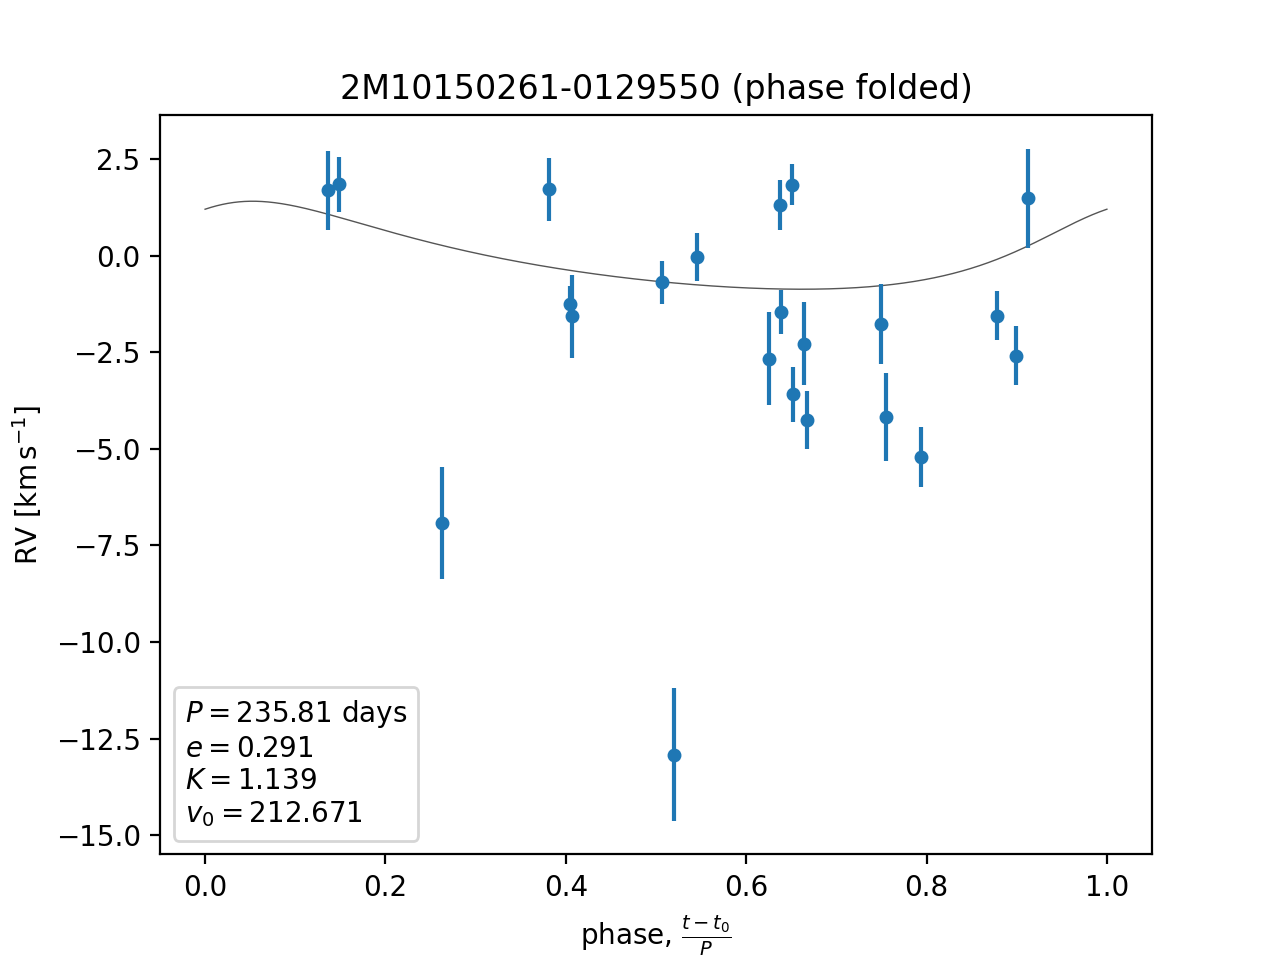 2M10150261-0129550 (phase folded)
RV [km s⁻¹]
2.5
0.0
−2.5
−5.0
−7.5
−10.0
−12.5
−15.0
P = 235.81 days
e = 0.291
K = 1.139
v₀ = 212.671
0.0 0.2 0.4 0.6 0.8 1.0
phase, (t − t₀)/P